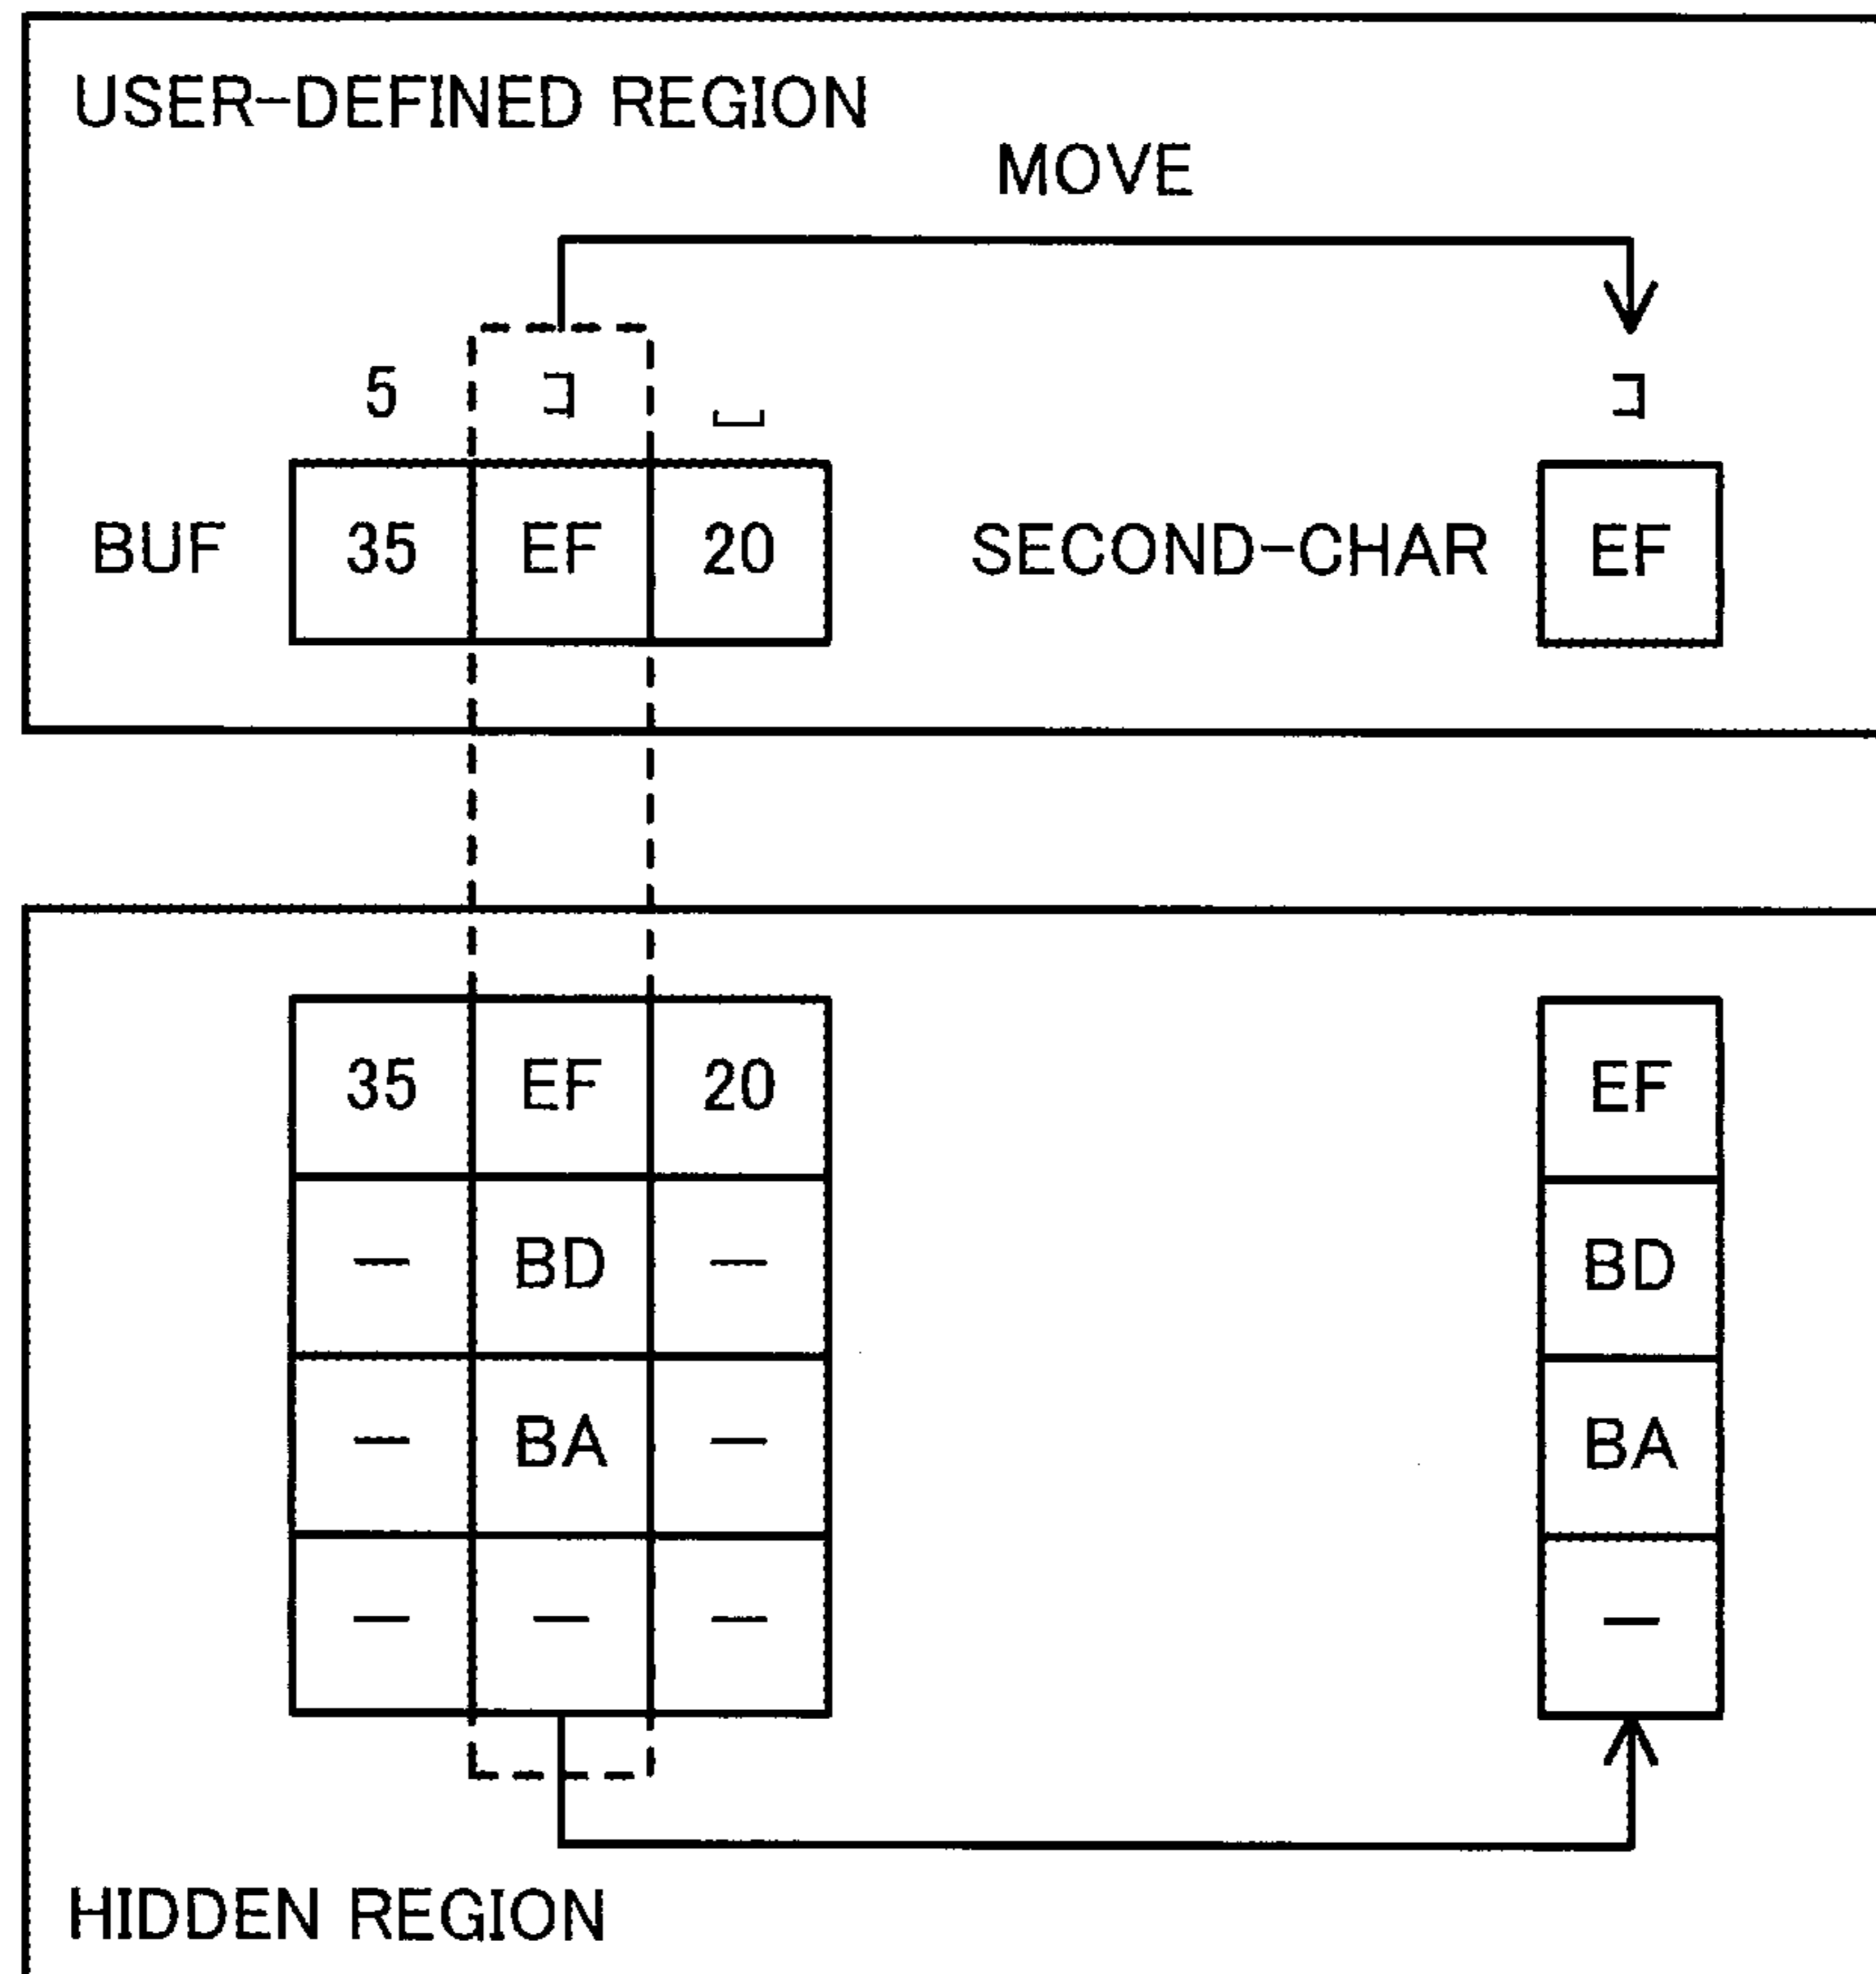 USER-DEFINED REGION
MOVE
5 ｺ ␣ ｺ
BUF 35 EF 20 SECOND-CHAR EF
35 EF 20 EF
— BD — BD
— BA — BA
— — — —
HIDDEN REGION